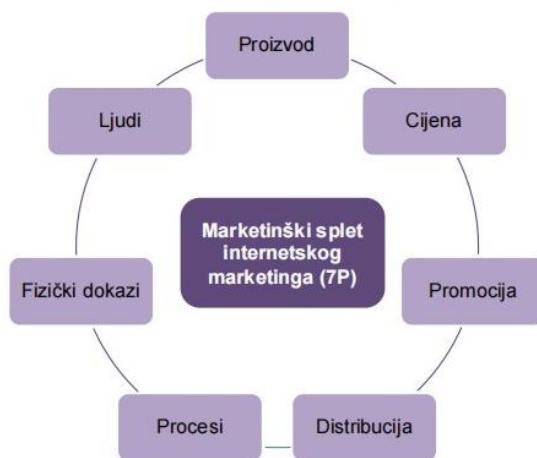 Proizvod
Cijena
Promocija
Distribucija
Procesi
Fizički dokazi
Ljudi
Marketinški splet
internetskog
marketinga (7P)